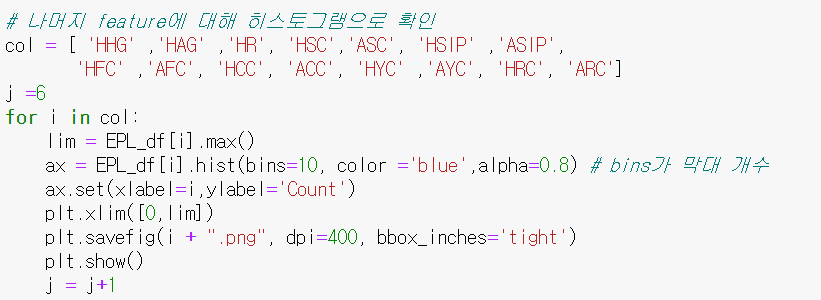 # 나머지 feature에 대해 히스토그램으로 확인
col = [ 'HHG' ,'HAG' ,'HR', 'HSC','ASC', 'HSIP' ,'ASIP',
       'HFC' ,'AFC', 'HCC', 'ACC', 'HYC' ,'AYC', 'HRC', 'ARC']
j =6
for i in col:
    lim = EPL_df[i].max()
    ax = EPL_df[i].hist(bins=10, color ='blue',alpha=0.8) # bins가 막대 개수
    ax.set(xlabel=i,ylabel='Count')
    plt.xlim([0,lim])
    plt.savefig(i + ".png", dpi=400, bbox_inches='tight')
    plt.show()
    j = j+1